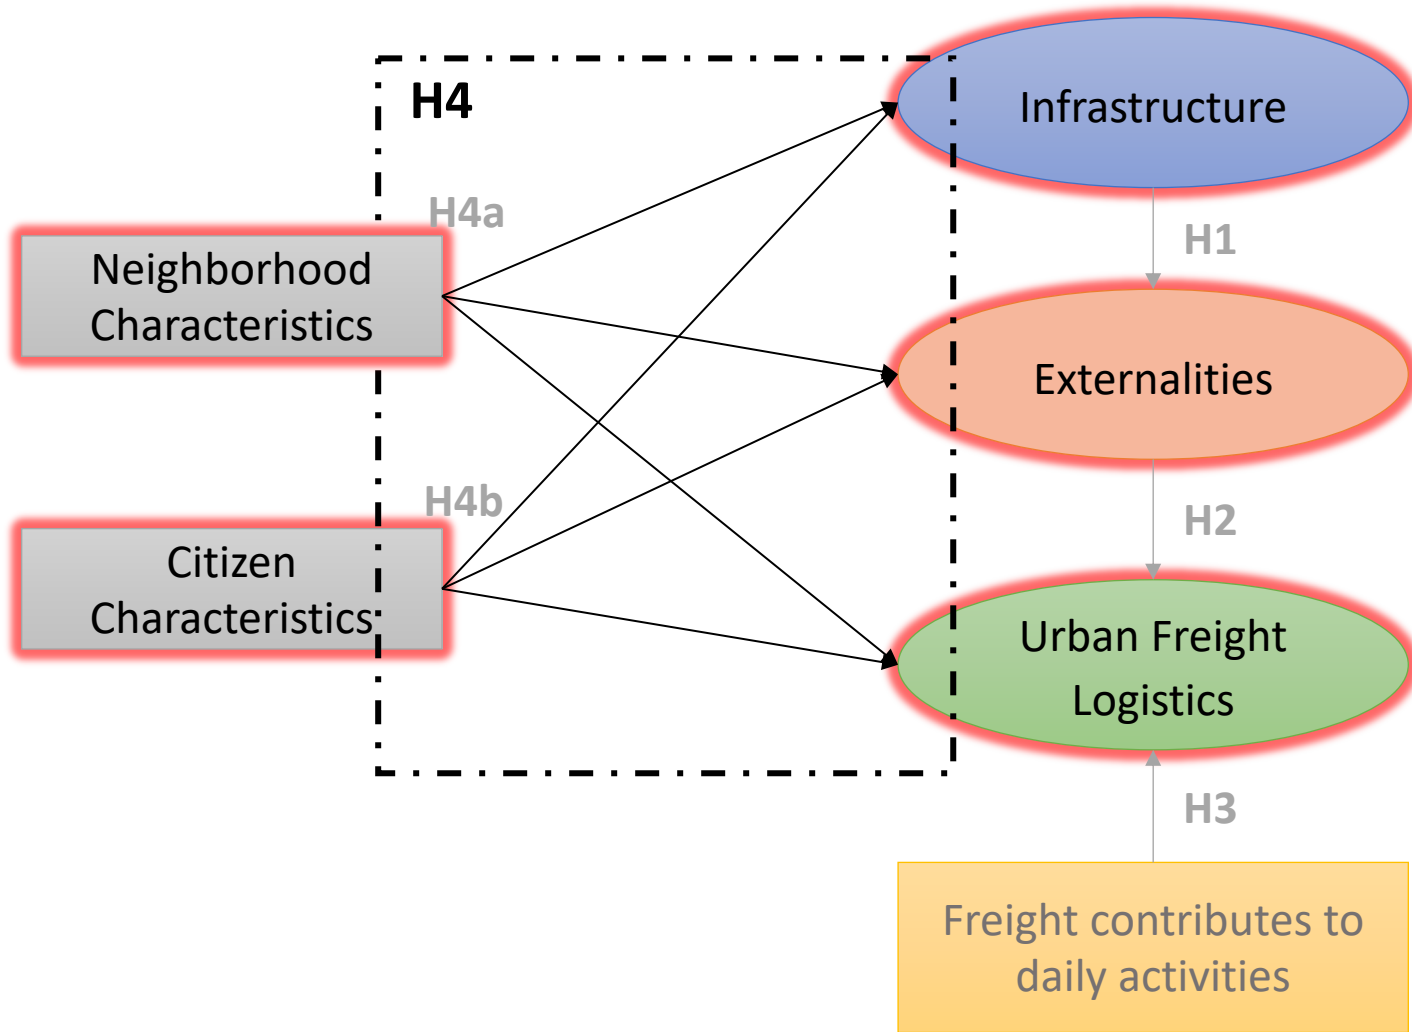 H4
Infrastructure
H4a
H1
Neighborhood
Characteristics
Externalities
H4b
H2
Citizen
Characteristics
Urban Freight
Logistics
H3
Freight contributes to
daily activities